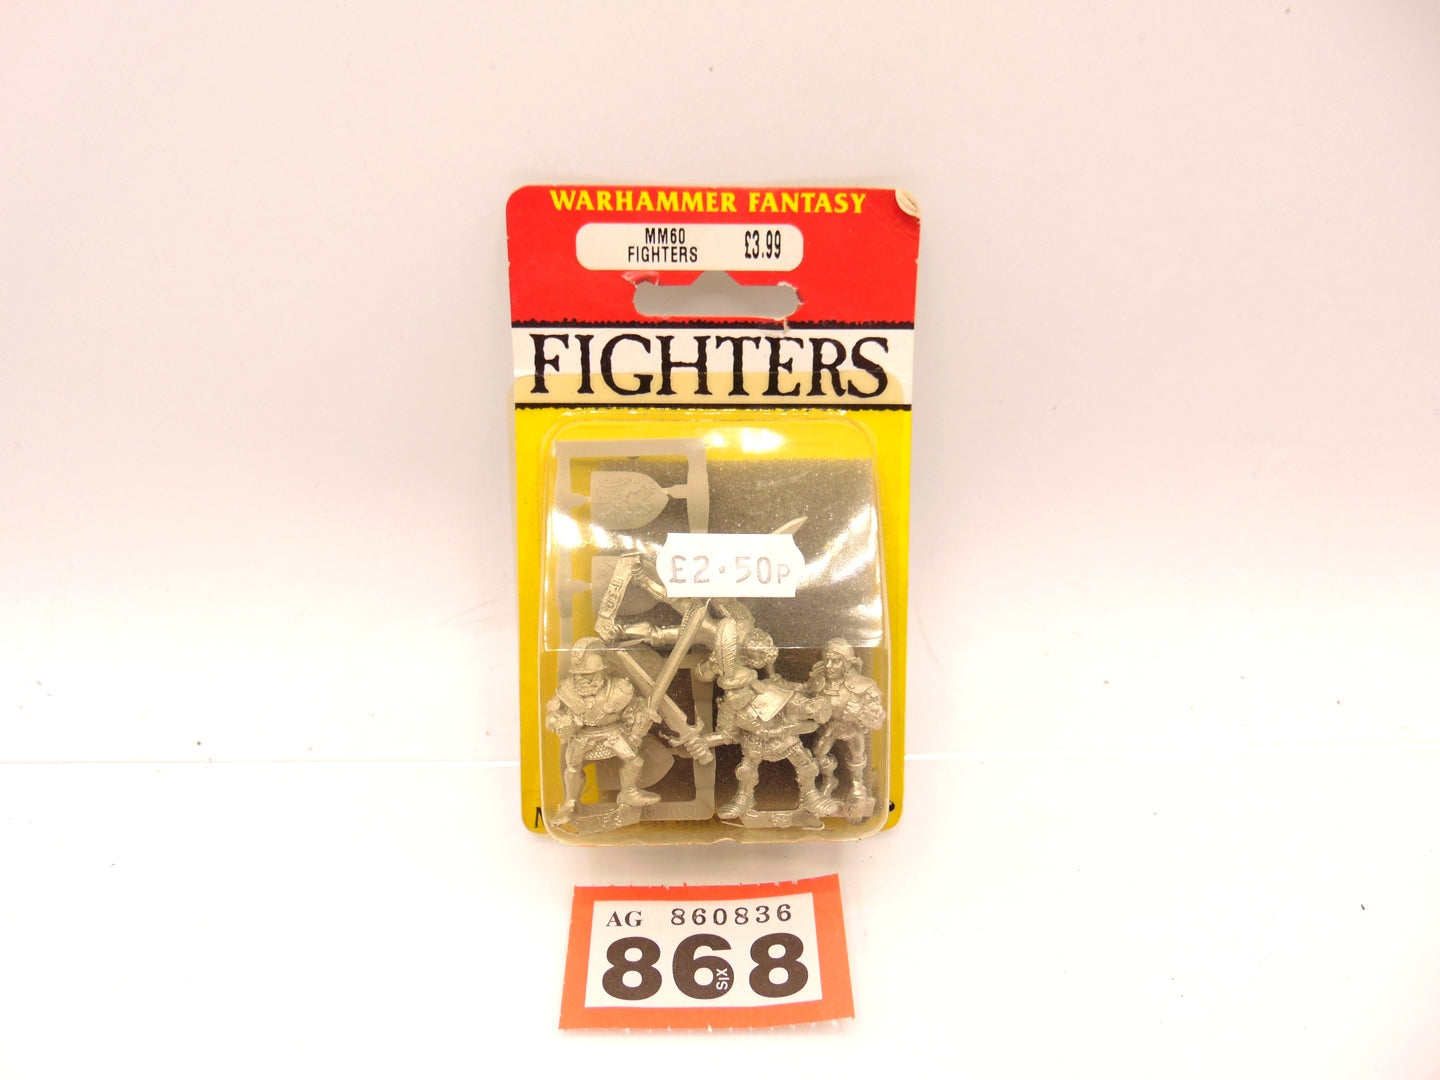 WARHAMMER FANTASY
MM60
FIGHTERS
£3.99
FIGHTERS
£2.50P
AG 860836
868
SIX